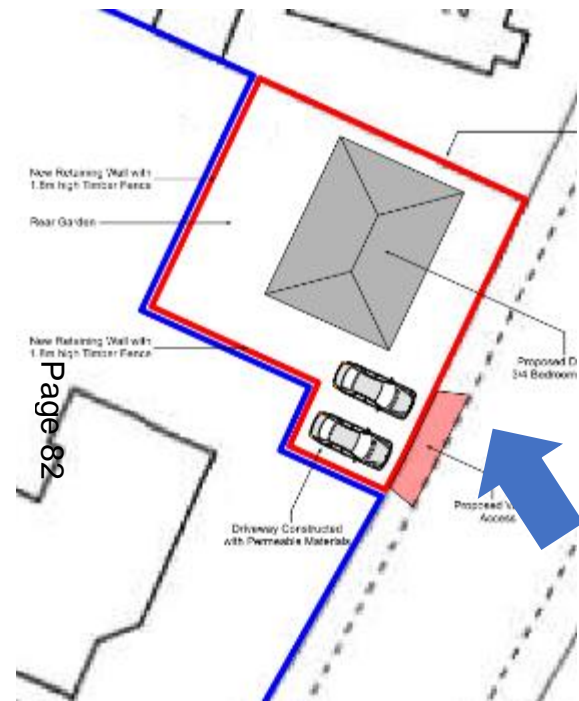 New Retaining Wall with
1.8m high Timber Fence
Rear Garden
New Retaining Wall with
1.8m high Timber Fence
Page 82
Proposed
3/4 Bedroom
Proposed
Access
Driveway Constructed
with Permeable Materials